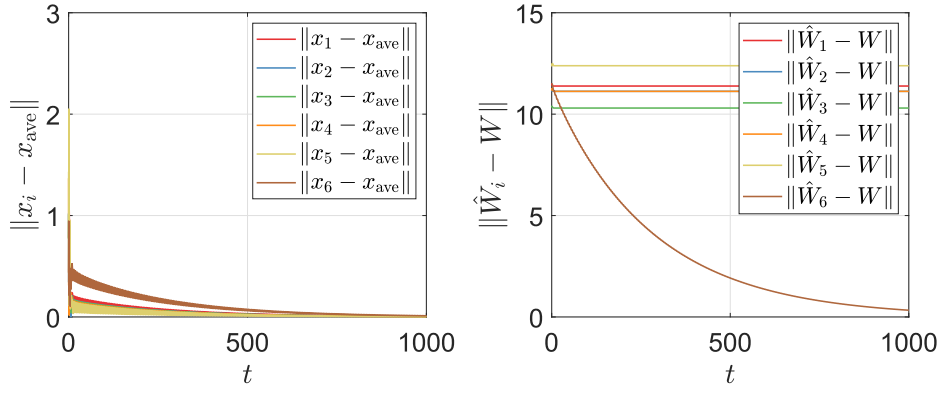 3
2
1
0
‖x_i − x_ave‖
‖x_1 − x_ave‖
‖x_2 − x_ave‖
‖x_3 − x_ave‖
‖x_4 − x_ave‖
‖x_5 − x_ave‖
‖x_6 − x_ave‖
0 500 1000
t
15
10
5
0
‖Ŵ_i − W‖
‖Ŵ_1 − W‖
‖Ŵ_2 − W‖
‖Ŵ_3 − W‖
‖Ŵ_4 − W‖
‖Ŵ_5 − W‖
‖Ŵ_6 − W‖
0 500 1000
t